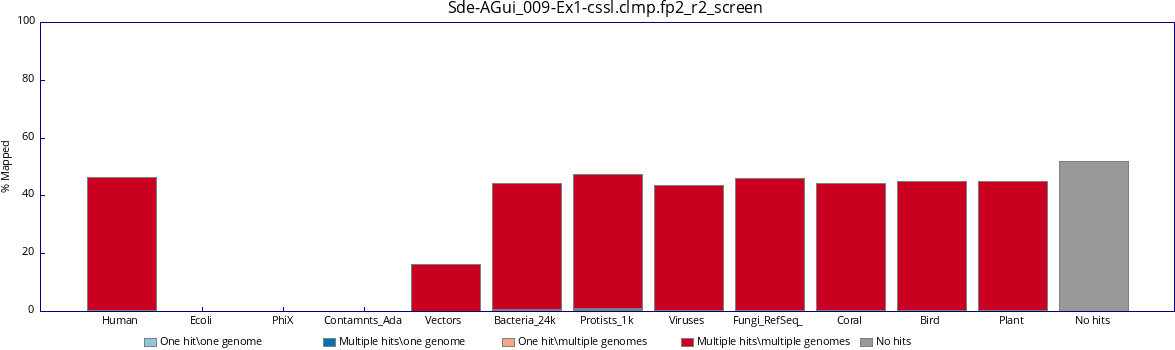 Sde-AGui_009-Ex1-cssl.clmp.fp2_r2_screen
100
80
60
40
20
0
% Mapped
Human Ecoli PhiX Contamnts_Ada Vectors Bacteria_24k Protists_1k Viruses Fungi_RefSeq_ Coral Bird Plant No hits
One hit\one genome Multiple hits\one genome One hit\multiple genomes Multiple hits\multiple genomes No hits